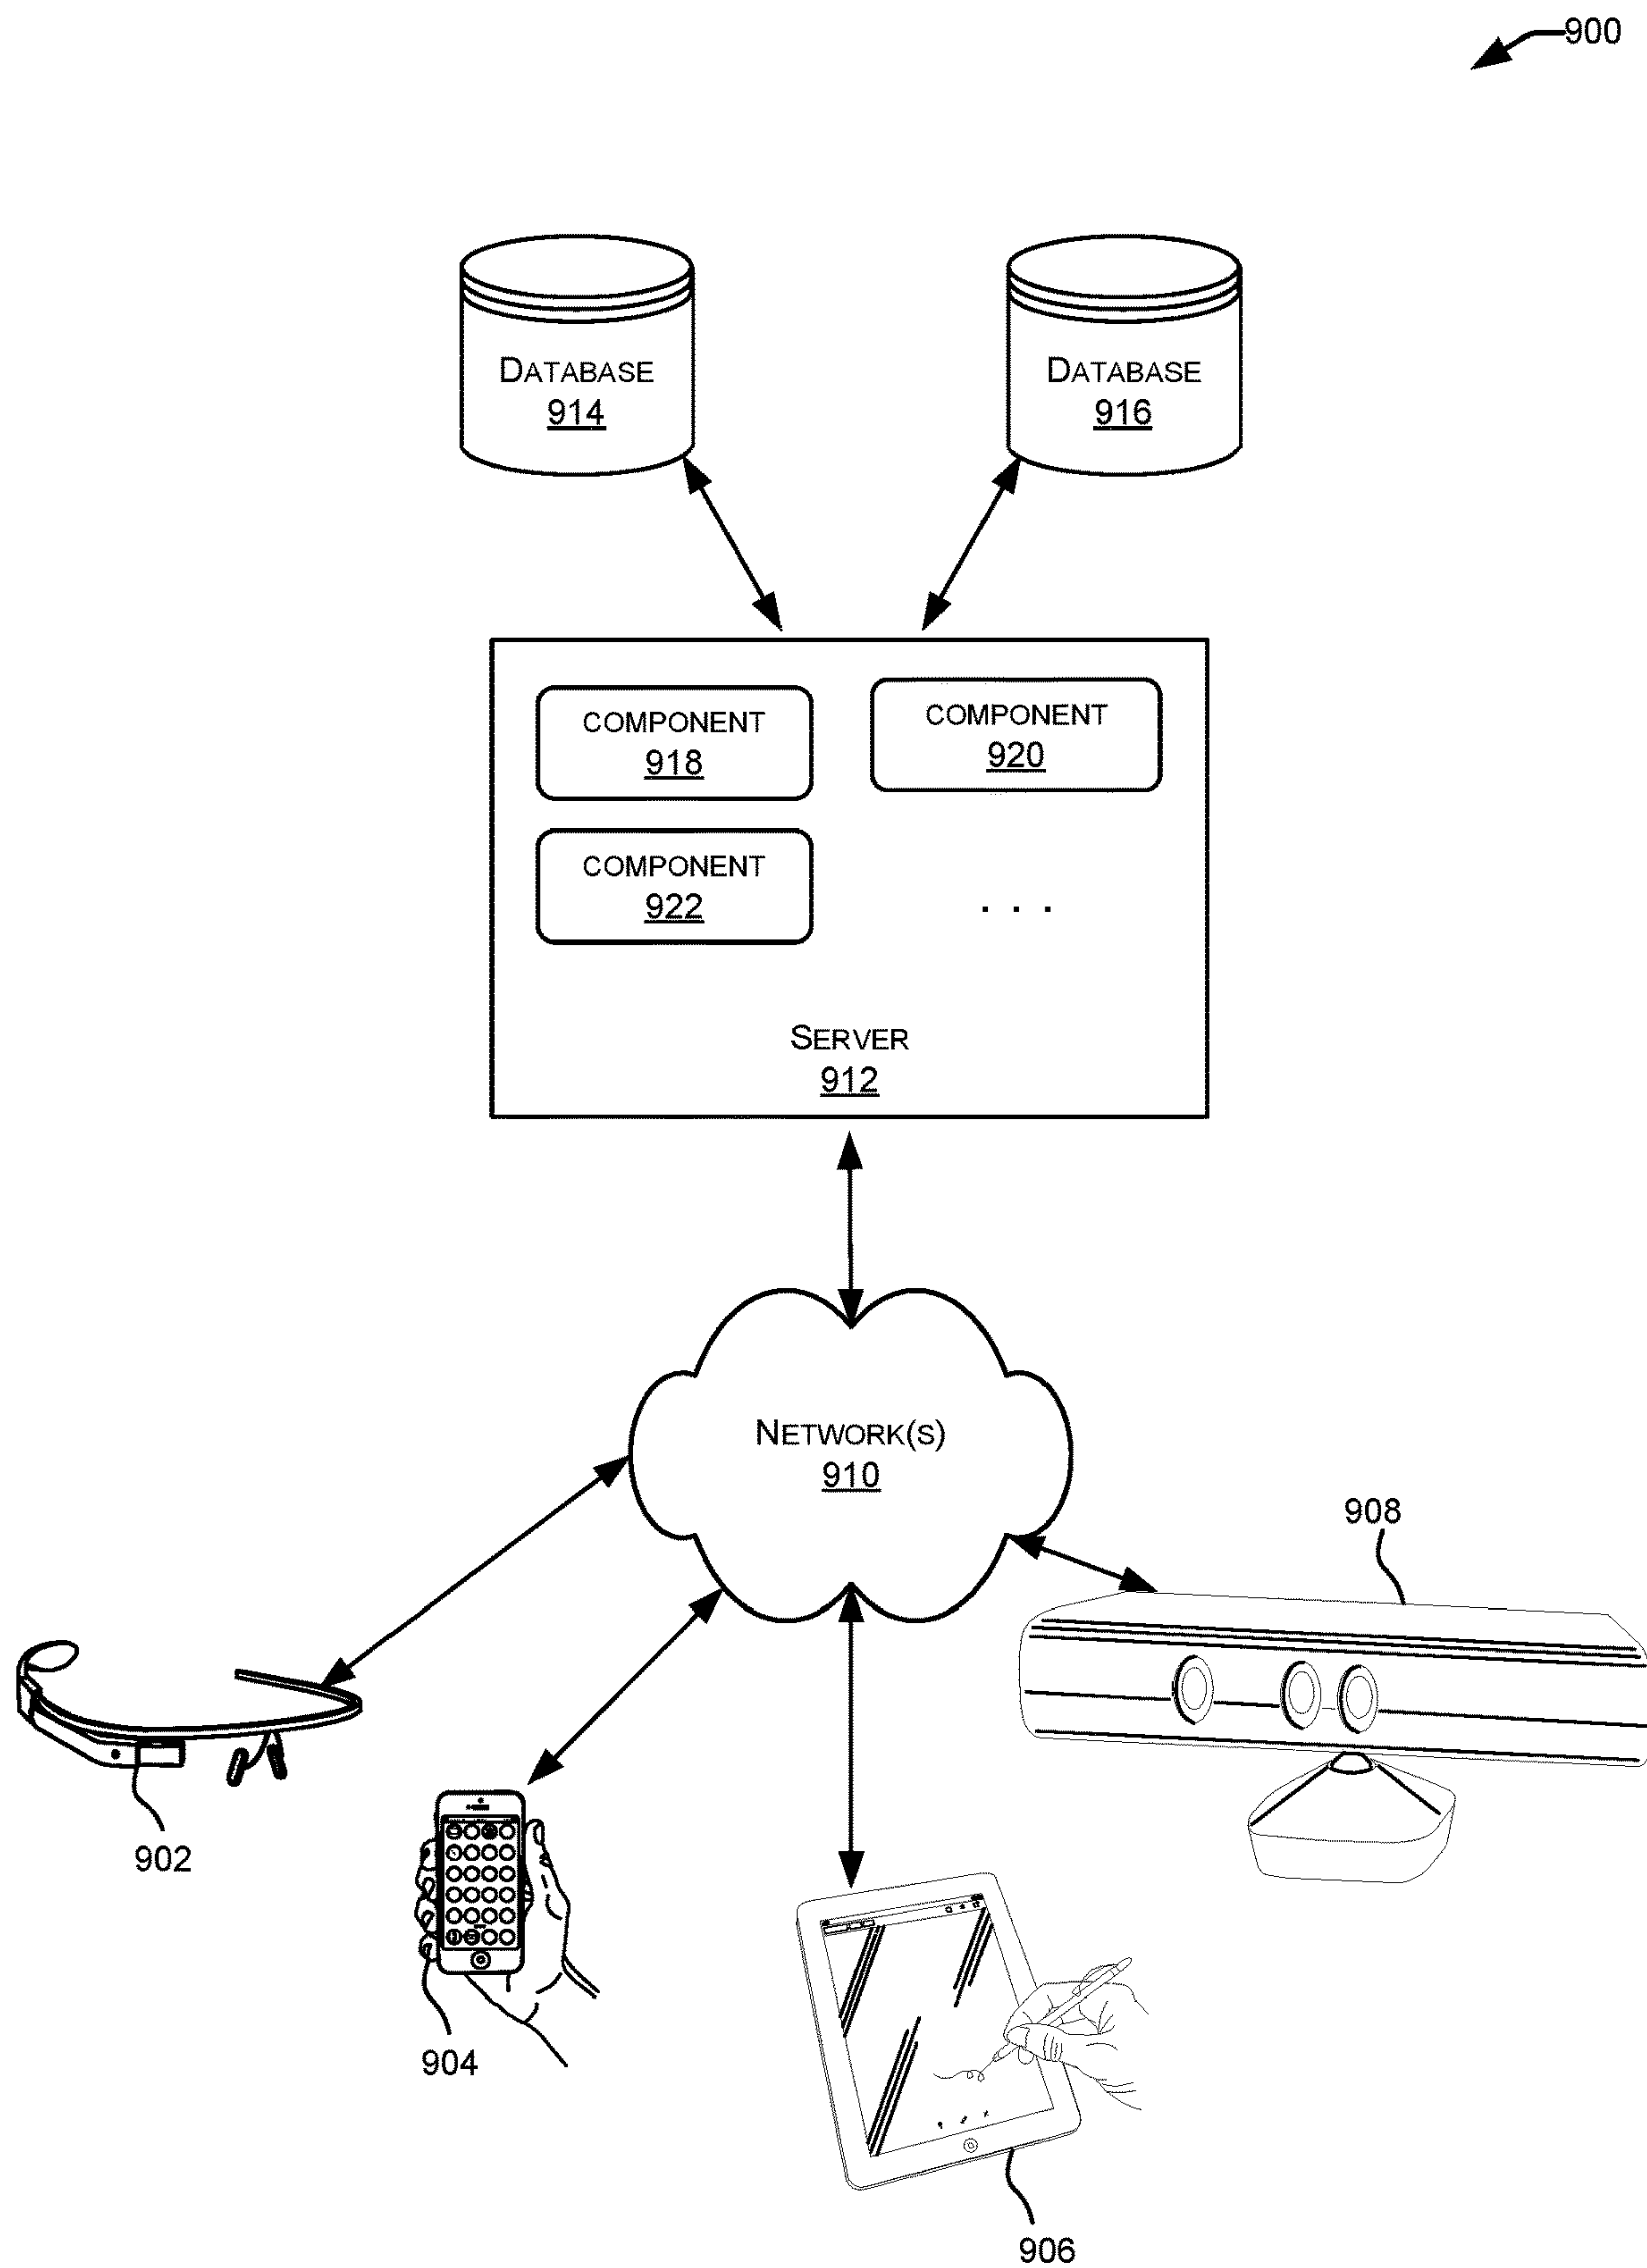 900
DATABASE
914
DATABASE
916
COMPONENT
918
COMPONENT
920
COMPONENT
922
. . .
SERVER
912
NETWORK(S)
910
908
902
904
906